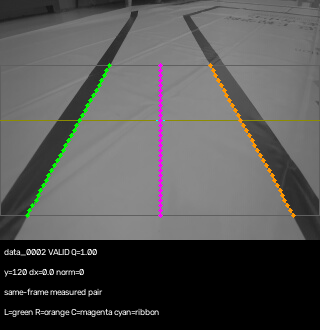 data_0002 VALID Q=1.00
y=120 dx=0.0 norm=0
same-frame measured pair
L=green R=orange C=magenta cyan=ribbon